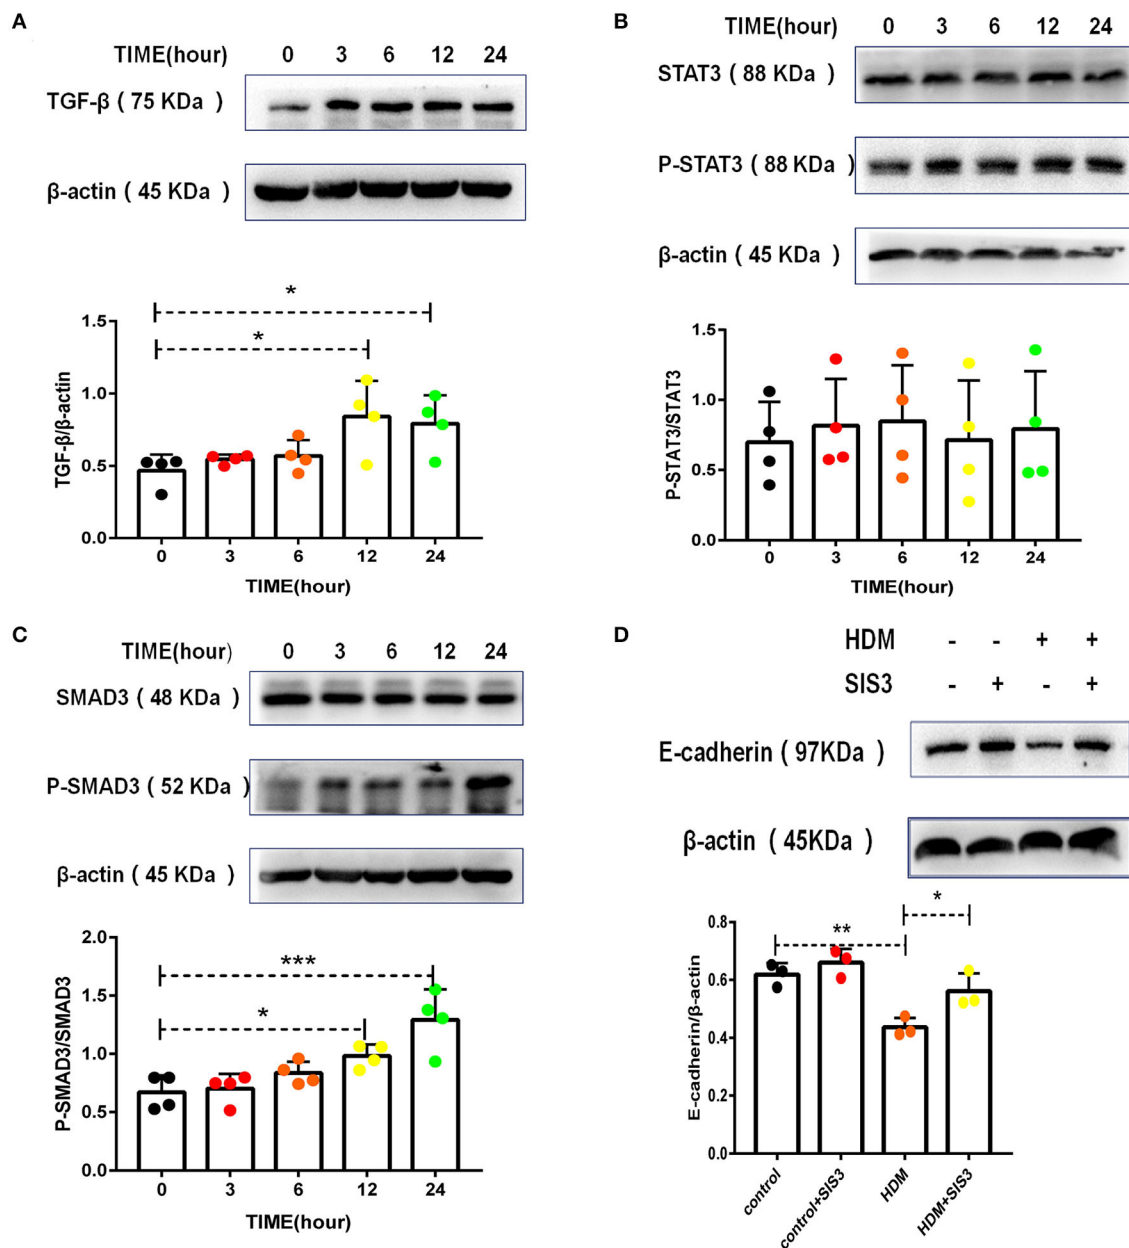 A
TIME(hour) 0 3 6 12 24
TGF-β ( 75 KDa )
β-actin ( 45 KDa )
*
*
1.5
1.0
0.5
0.0
TGF-β/β-actin
0 3 6 12 24
TIME(hour)
B
TIME(hour) 0 3 6 12 24
STAT3 ( 88 KDa )
P-STAT3 ( 88 KDa )
β-actin ( 45 KDa )
1.5
1.0
0.5
0.0
P-STAT3/STAT3
0 3 6 12 24
TIME(hour)
C
TIME(hour) 0 3 6 12 24
SMAD3 ( 48 KDa )
P-SMAD3 ( 52 KDa )
β-actin ( 45 KDa )
2.0
1.5
1.0
0.5
0.0
***
*
P-SMAD3/SMAD3
0 3 6 12 24
TIME(hour)
D
HDM - - + +
SIS3 - + - +
E-cadherin ( 97KDa )
β-actin ( 45KDa )
0.8
0.6
0.4
0.2
0.0
**
*
E-cadherin/β-actin
control control+SIS3 HDM HDM+SIS3